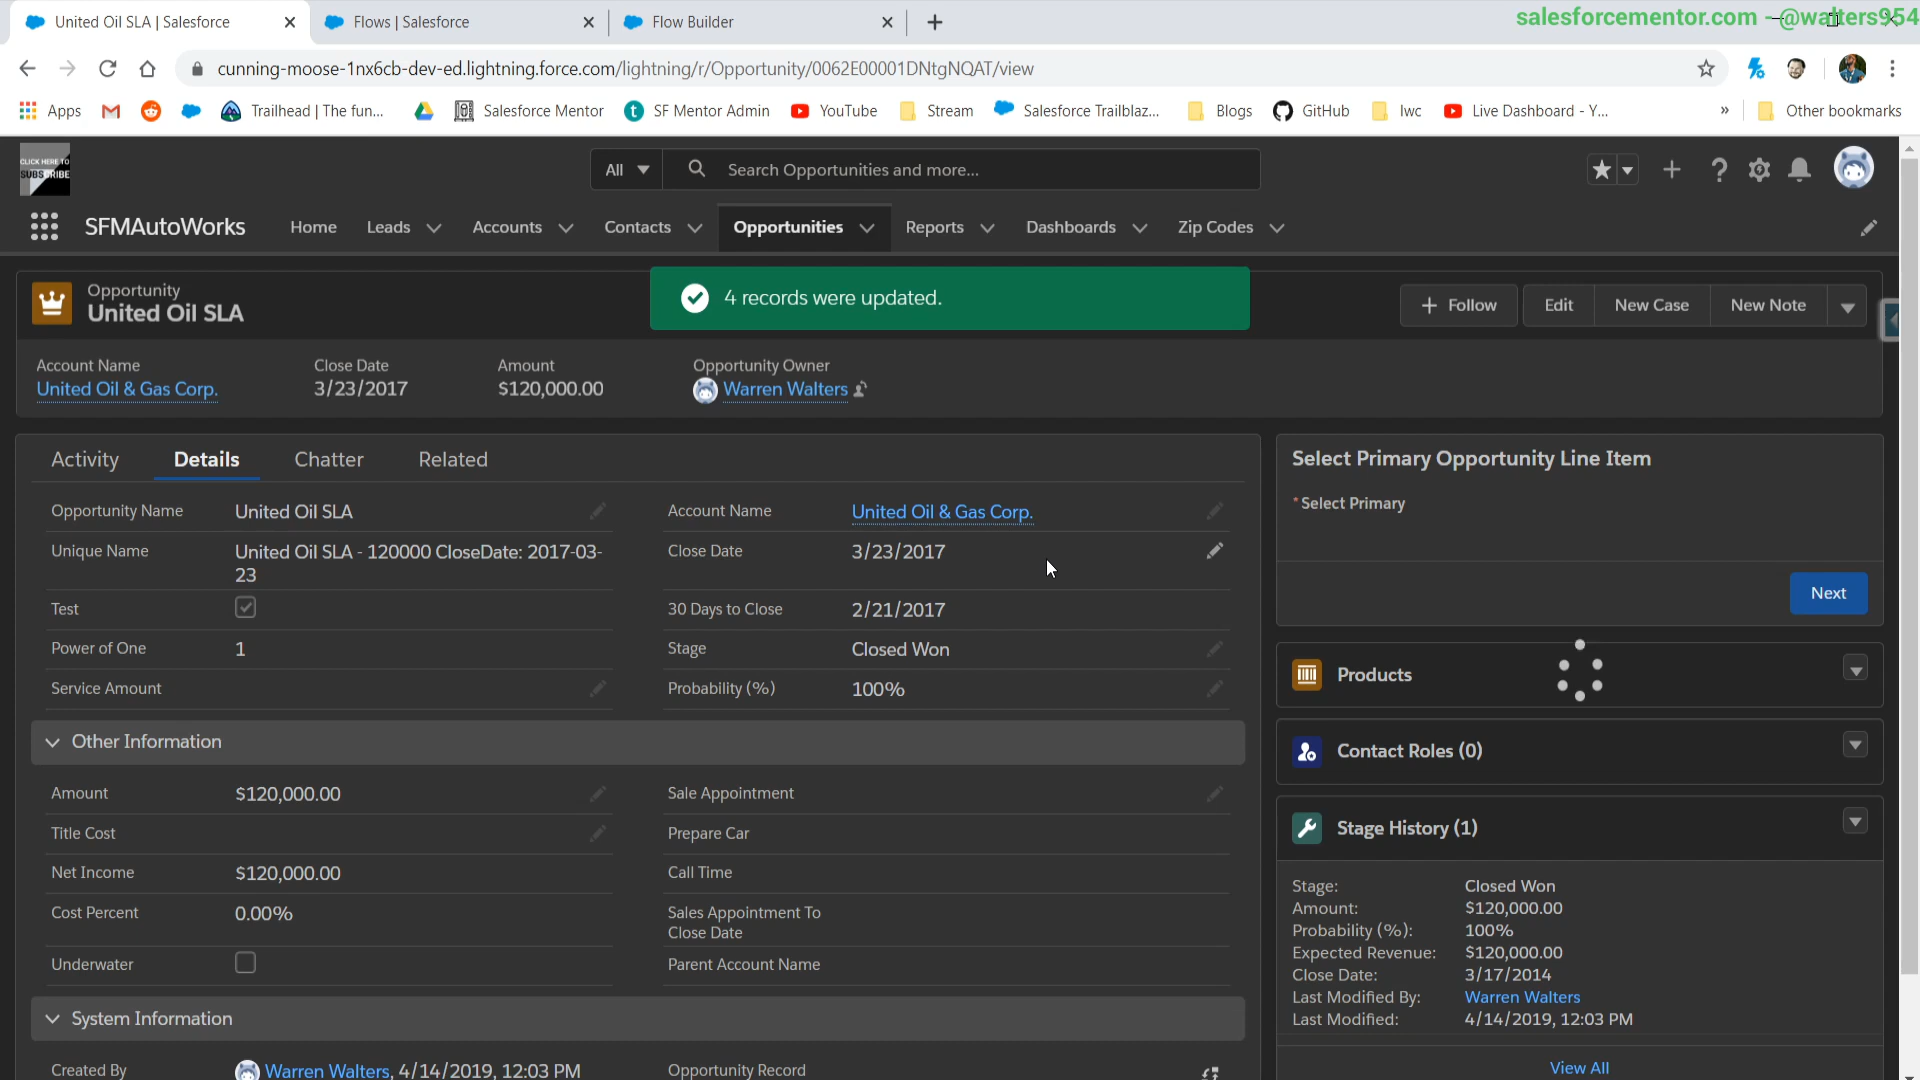 United Oil SLA | Salesforce
Flows | Salesforce
Flow Builder
salesforcementor.com - @walters954
cunning-moose-1nx6cb-dev-ed.lightning.force.com/lightning/r/Opportunity/0062E00001DNtgNQAT/view
Apps
Trailhead | The fun...
Salesforce Mentor
SF Mentor Admin
YouTube
Stream
Salesforce Trailblaz...
Blogs
GitHub
lwc
Live Dashboard - Y...
»
Other bookmarks
CLICK HERE TO
SUBSCRIBE
All
Search Opportunities and more...
SFMAutoWorks
Home
Leads
Accounts
Contacts
Opportunities
Reports
Dashboards
Zip Codes
Opportunity
United Oil SLA
4 records were updated.
+ Follow
Edit
New Case
New Note
Account Name
Close Date
Amount
Opportunity Owner
United Oil & Gas Corp.
3/23/2017
$120,000.00
Warren Walters
Activity
Details
Chatter
Related
Opportunity Name
United Oil SLA
Account Name
United Oil & Gas Corp.
Unique Name
United Oil SLA - 120000 CloseDate: 2017-03-
23
Close Date
3/23/2017
Test
30 Days to Close
2/21/2017
Power of One
1
Stage
Closed Won
Service Amount
Probability (%)
100%
Other Information
Amount
$120,000.00
Sale Appointment
Title Cost
Prepare Car
Net Income
$120,000.00
Call Time
Cost Percent
0.00%
Sales Appointment To
Close Date
Underwater
Parent Account Name
System Information
Created By
Warren Walters, 4/14/2019, 12:03 PM
Opportunity Record
Select Primary Opportunity Line Item
* Select Primary
Next
Products
Contact Roles (0)
Stage History (1)
Stage:
Closed Won
Amount:
$120,000.00
Probability (%):
100%
Expected Revenue:
$120,000.00
Close Date:
3/17/2014
Last Modified By:
Warren Walters
Last Modified:
4/14/2019, 12:03 PM
View All